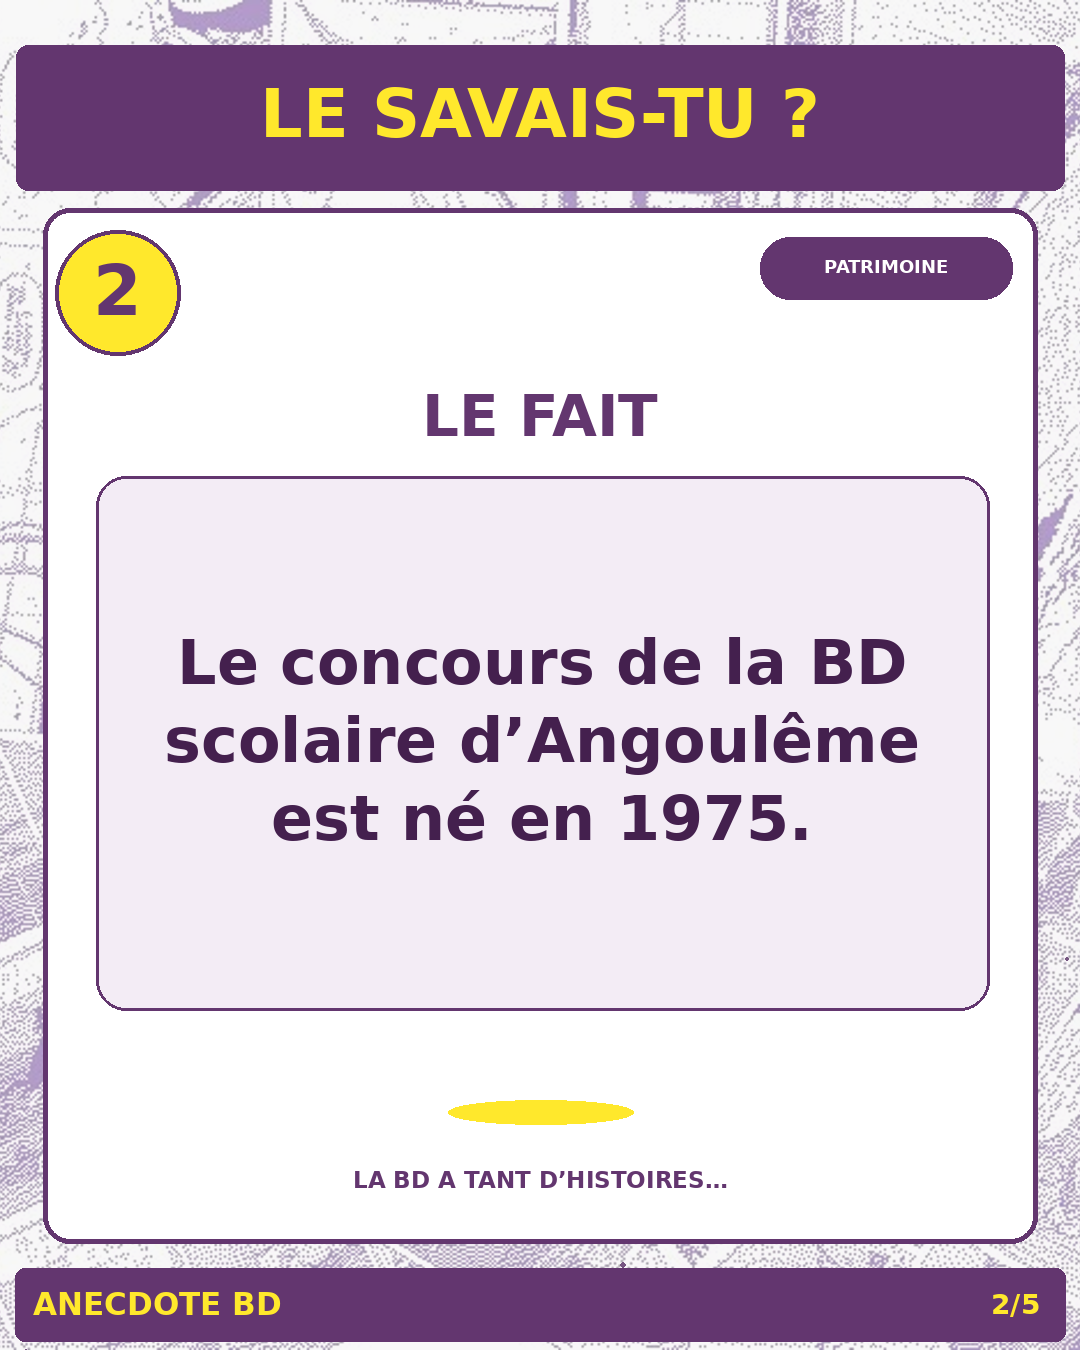 LE SAVAIS-TU ?
2
PATRIMOINE
LE FAIT
Le concours de la BD
scolaire d’Angoulême
est né en 1975.
LA BD A TANT D’HISTOIRES…
ANECDOTE BD
2/5